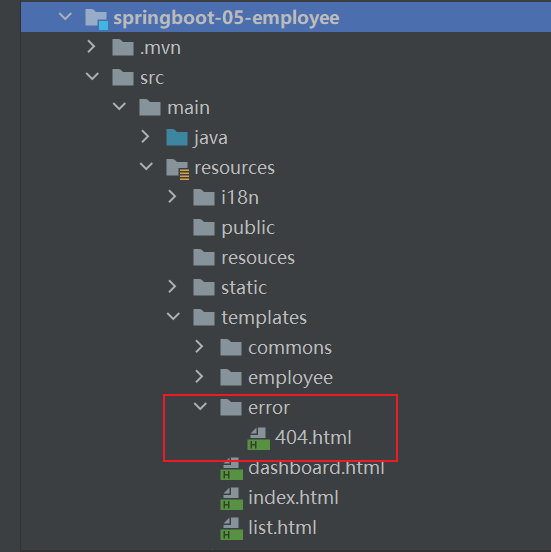 springboot-05-employee
.mvn
src
main
java
resources
i18n
public
resouces
static
templates
commons
employee
error
404.html
dashboard.html
index.html
list.html